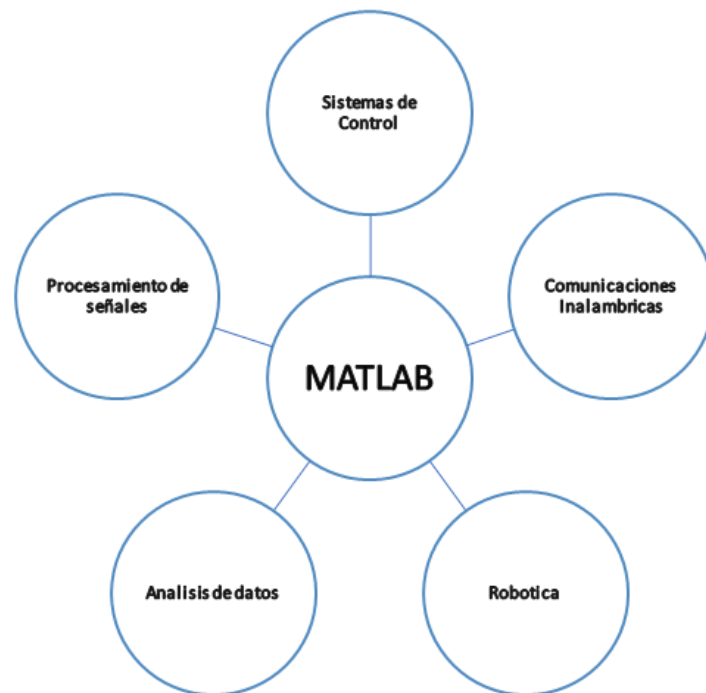 Sistemas de
Control
Procesamiento de
señales
Comunicaciones
Inalambricas
MATLAB
Analisis de datos
Robotica